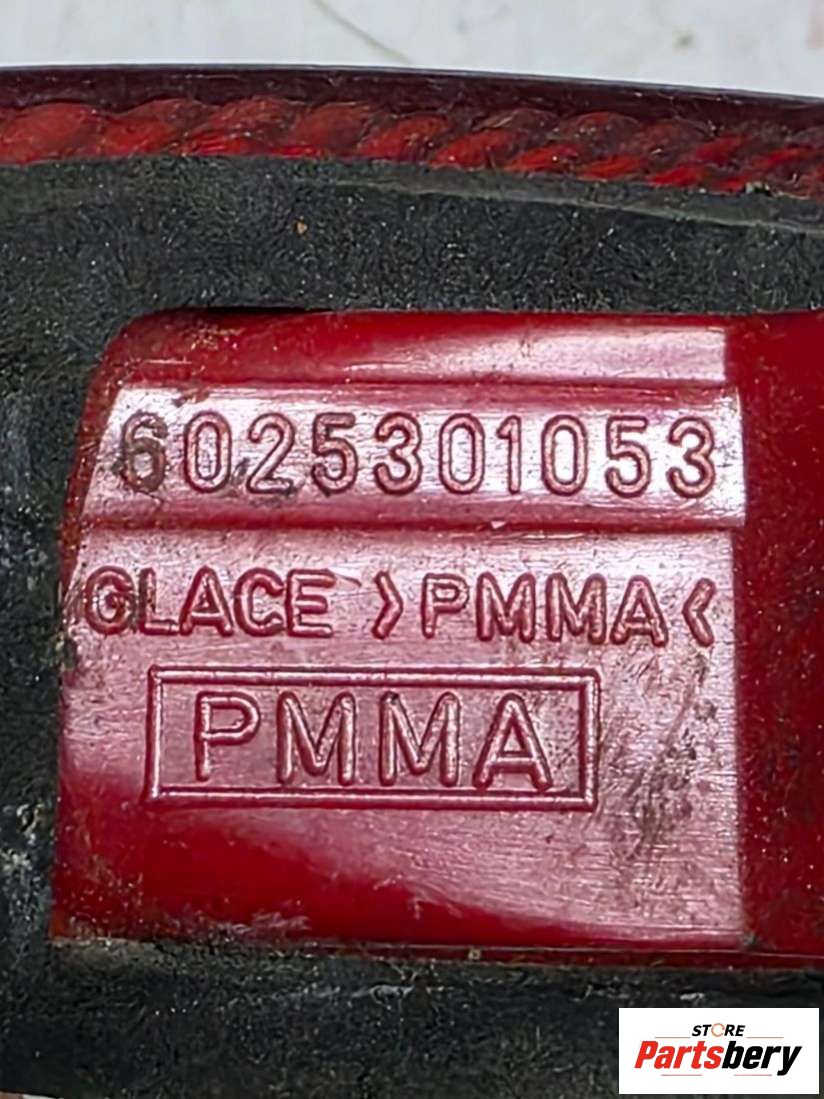 6025301053
GLACE >PMMA<
PMMA
STORE
Partsbery